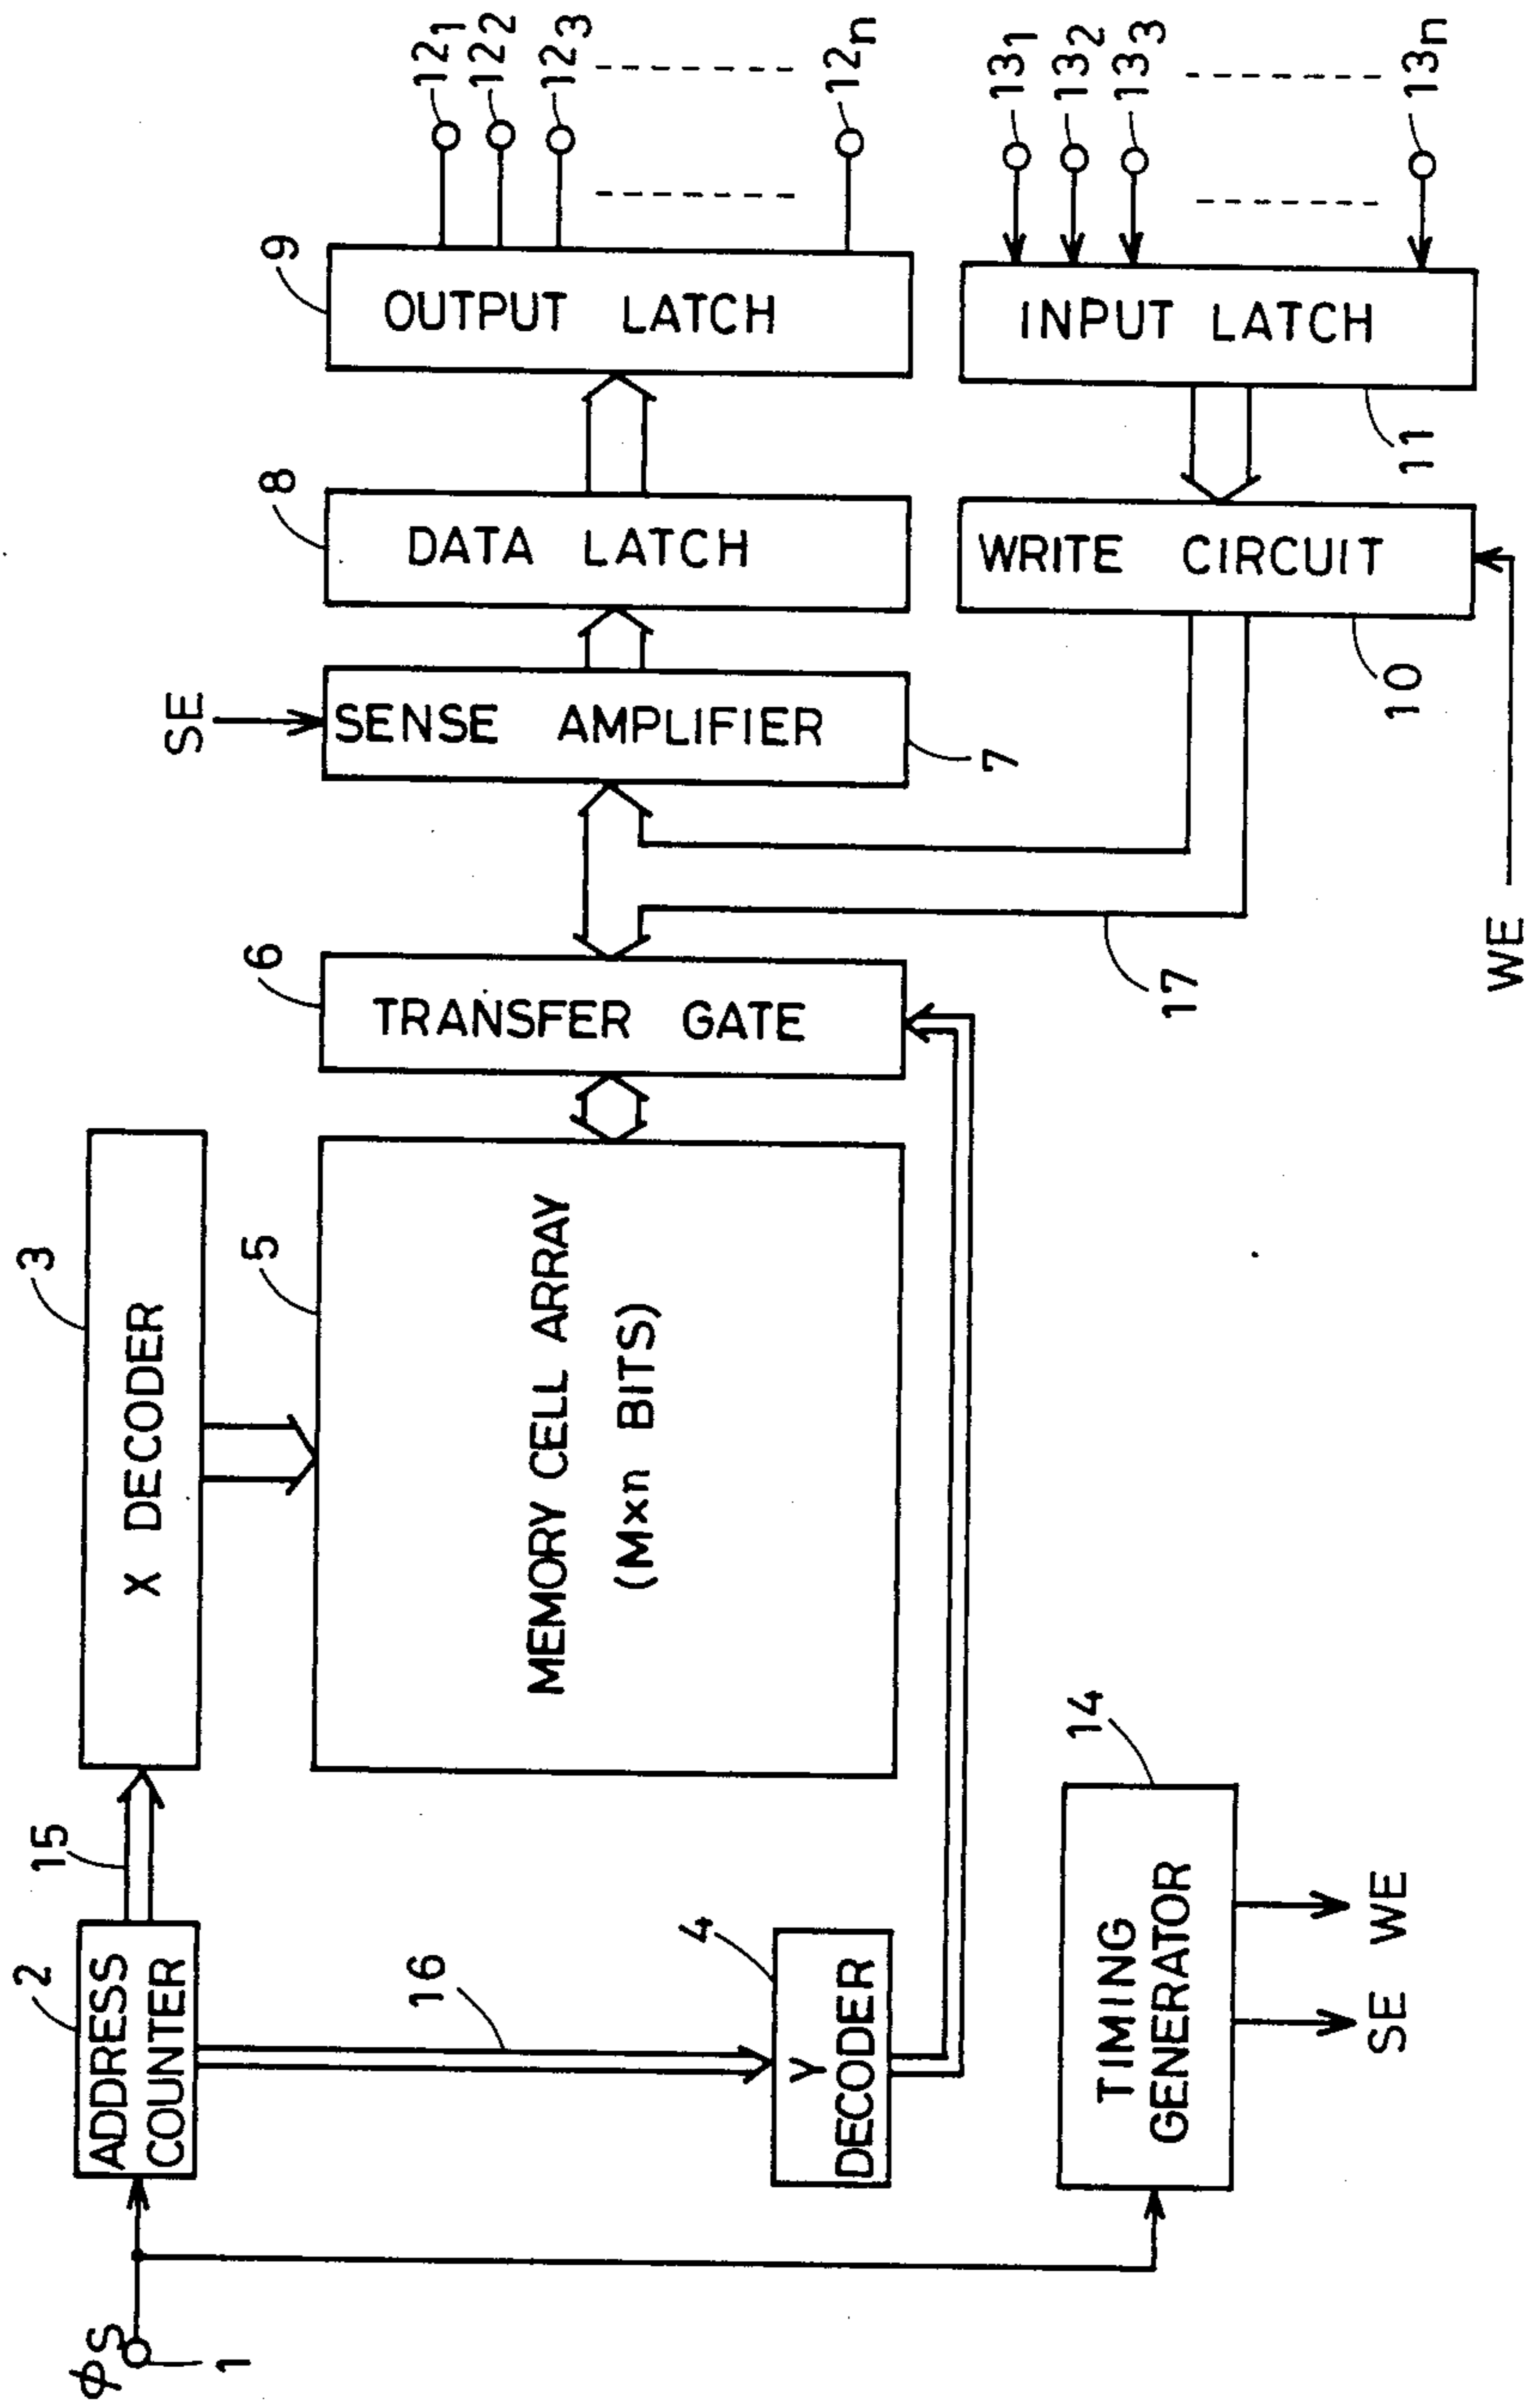 φS
1
2
ADDRESS
COUNTER
15
3
X DECODER
16
4
Y
DECODER
5
MEMORY CELL ARRAY
(M×n BITS)
6
TRANSFER GATE
SE
SENSE AMPLIFIER
7
8
DATA LATCH
9
OUTPUT LATCH
12₁
12₂
12₃
12n
13₁
13₂
13₃
13n
INPUT LATCH
11
WRITE CIRCUIT
10
17
WE
14
TIMING
GENERATOR
SE WE